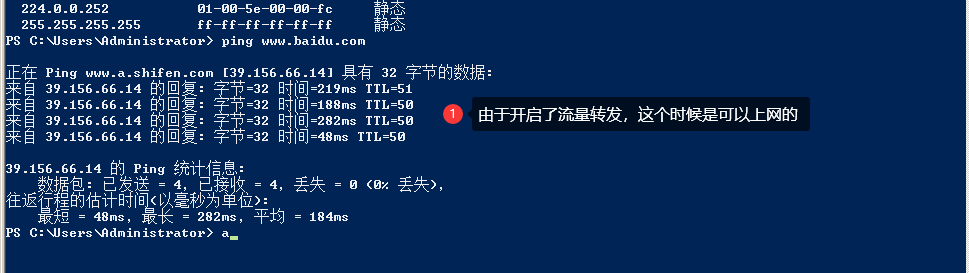 224.0.0.252 01-00-5e-00-00-fc 静态
255.255.255.255 ff-ff-ff-ff-ff-ff 静态
PS C:\Users\Administrator> ping www.baidu.com
正在 Ping www.a.shifen.com [39.156.66.14] 具有 32 字节的数据:
来自 39.156.66.14 的回复: 字节=32 时间=219ms TTL=51
来自 39.156.66.14 的回复: 字节=32 时间=188ms TTL=50
来自 39.156.66.14 的回复: 字节=32 时间=282ms TTL=50
来自 39.156.66.14 的回复: 字节=32 时间=48ms TTL=50
1 由于开启了流量转发，这个时候是可以上网的
39.156.66.14 的 Ping 统计信息:
数据包: 已发送 = 4, 已接收 = 4, 丢失 = 0 (0% 丢失),
往返行程的估计时间(以毫秒为单位):
最短 = 48ms, 最长 = 282ms, 平均 = 184ms
PS C:\Users\Administrator> a